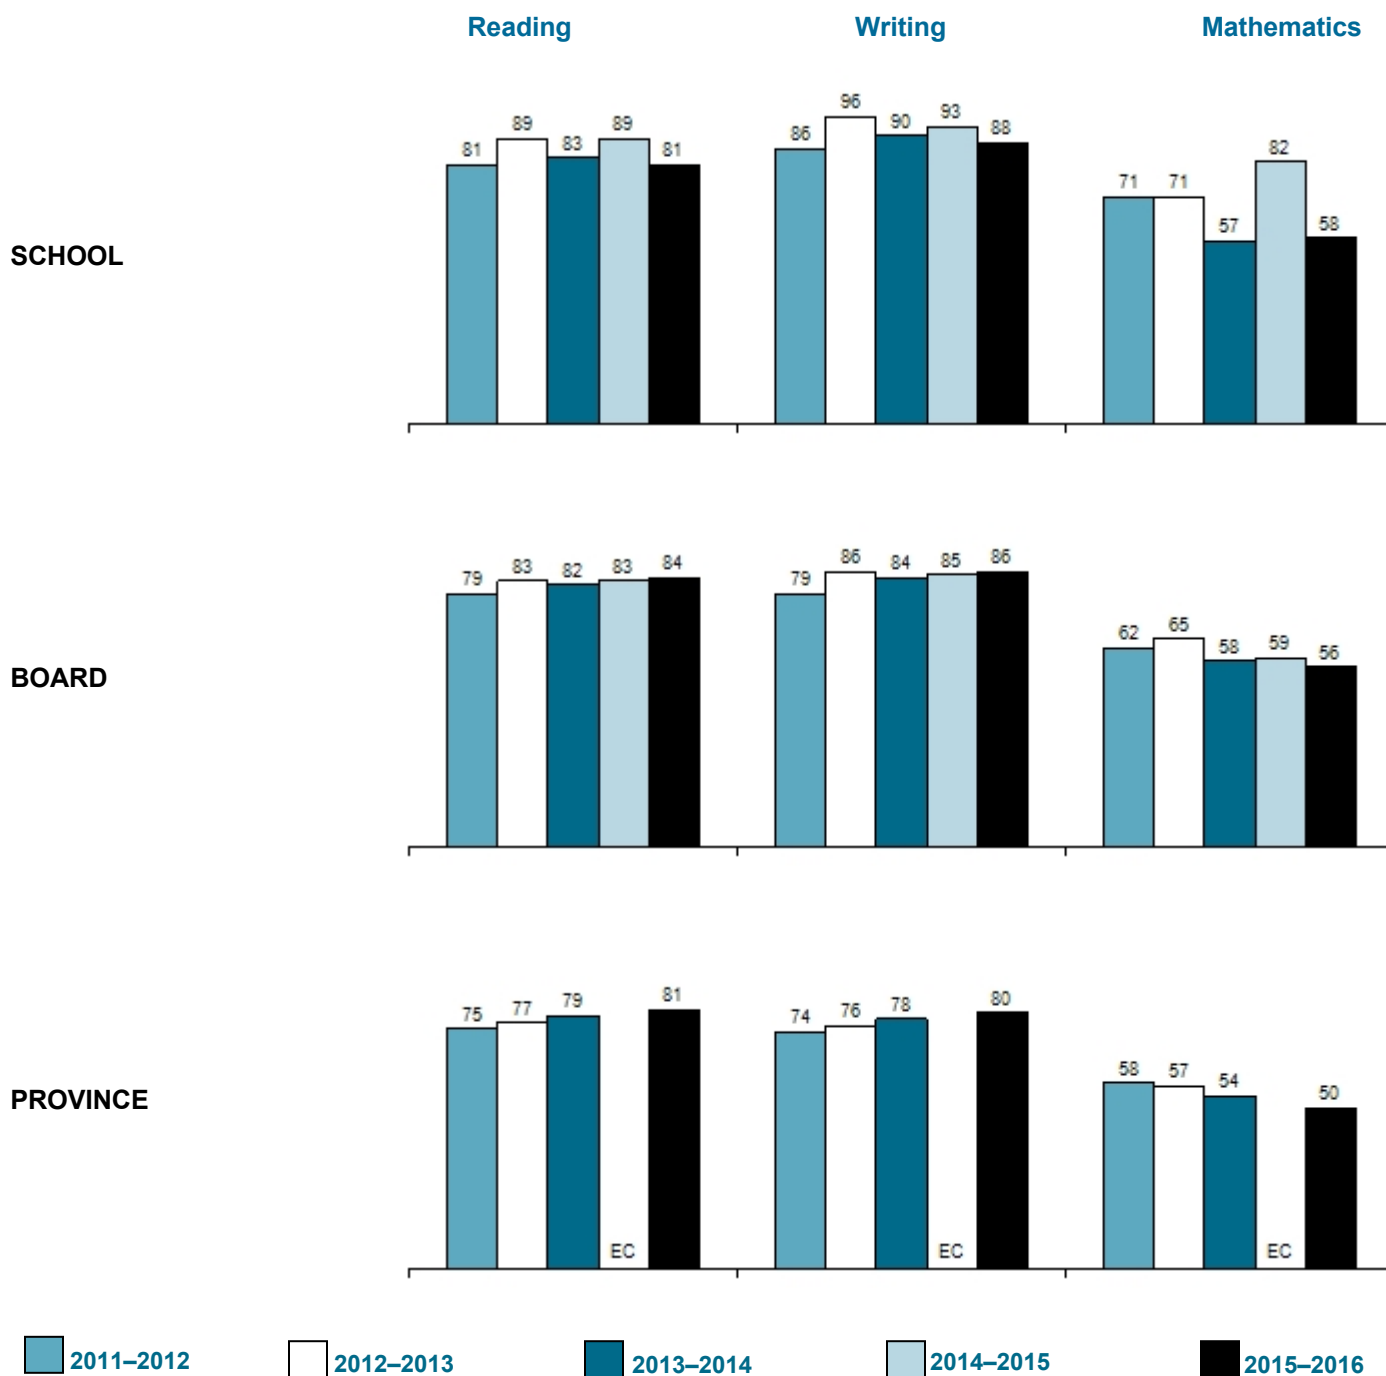 Reading Writing Mathematics
81 89 83 89 81 86 96 90 93 88 71 71 57 82 58
SCHOOL
79 83 82 83 84 79 86 84 85 86 62 65 58 59 56
BOARD
75 77 79 EC 81 74 76 78 EC 80 58 57 54 EC 50
PROVINCE
2011–2012 2012–2013 2013–2014 2014–2015 2015–2016